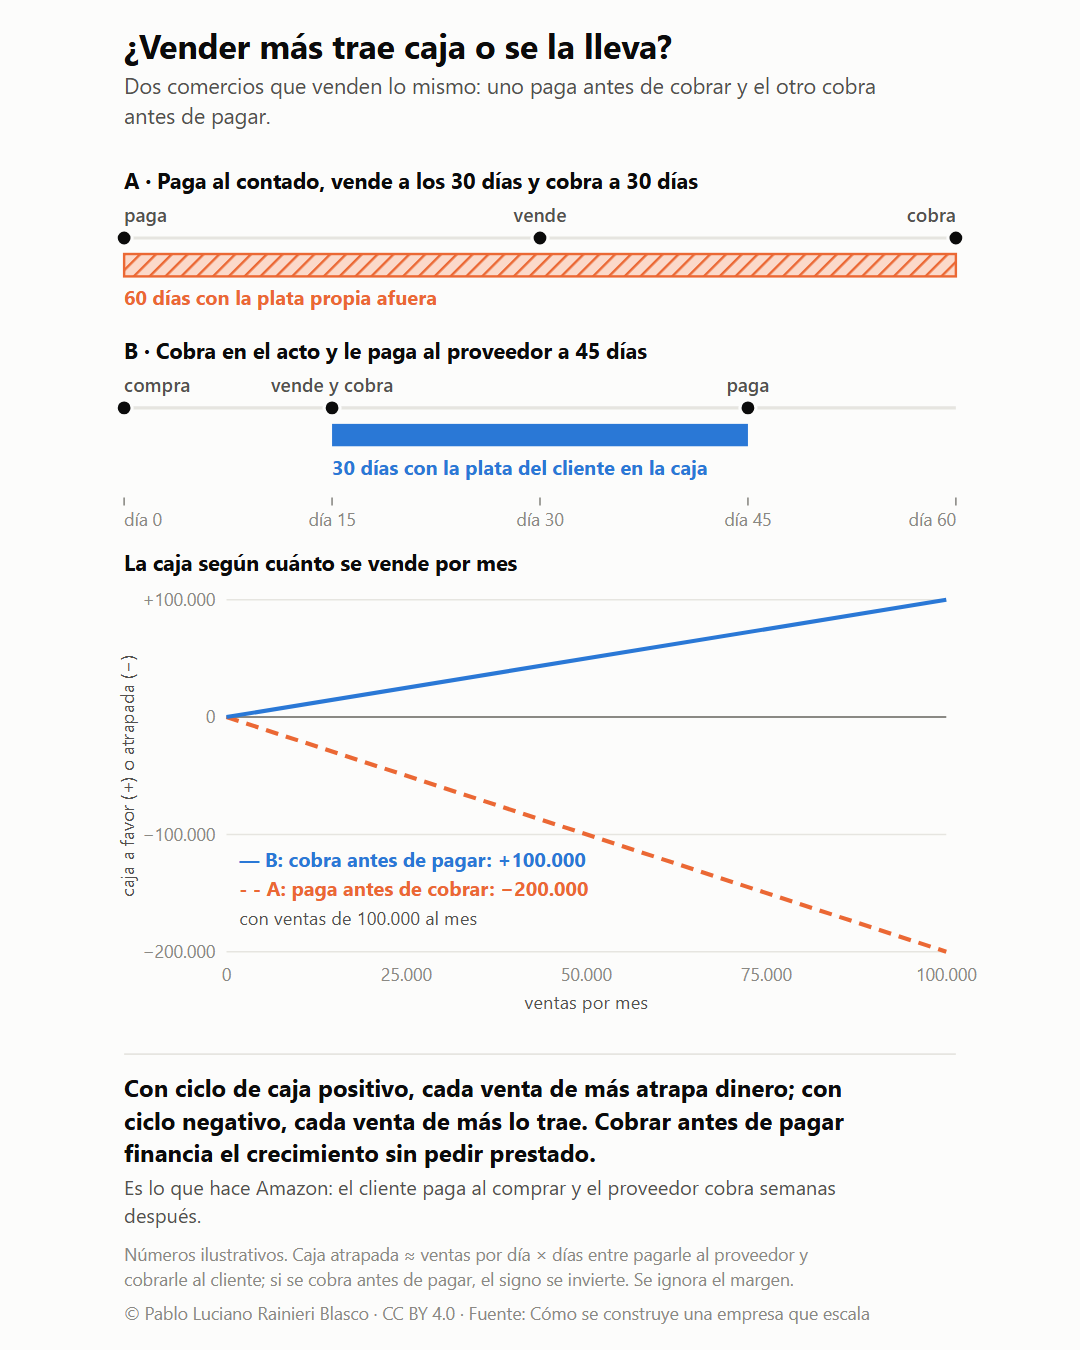 ¿Vender más trae caja o se la lleva?
Dos comercios que venden lo mismo: uno paga antes de cobrar y el otro cobra
antes de pagar.
A · Paga al contado, vende a los 30 días y cobra a 30 días
paga vende cobra
60 días con la plata propia afuera
B · Cobra en el acto y le paga al proveedor a 45 días
compra vende y cobra paga
30 días con la plata del cliente en la caja
día 0 día 15 día 30 día 45 día 60
La caja según cuánto se vende por mes
caja a favor (+) o atrapada (−)
+100.000
0
−100.000
— B: cobra antes de pagar: +100.000
- - A: paga antes de cobrar: −200.000
con ventas de 100.000 al mes
−200.000
0 25.000 50.000 75.000 100.000
ventas por mes
Con ciclo de caja positivo, cada venta de más atrapa dinero; con
ciclo negativo, cada venta de más lo trae. Cobrar antes de pagar
financia el crecimiento sin pedir prestado.
Es lo que hace Amazon: el cliente paga al comprar y el proveedor cobra semanas
después.
Números ilustrativos. Caja atrapada ≈ ventas por día × días entre pagarle al proveedor y
cobrarle al cliente; si se cobra antes de pagar, el signo se invierte. Se ignora el margen.
© Pablo Luciano Rainieri Blasco · CC BY 4.0 · Fuente: Cómo se construye una empresa que escala